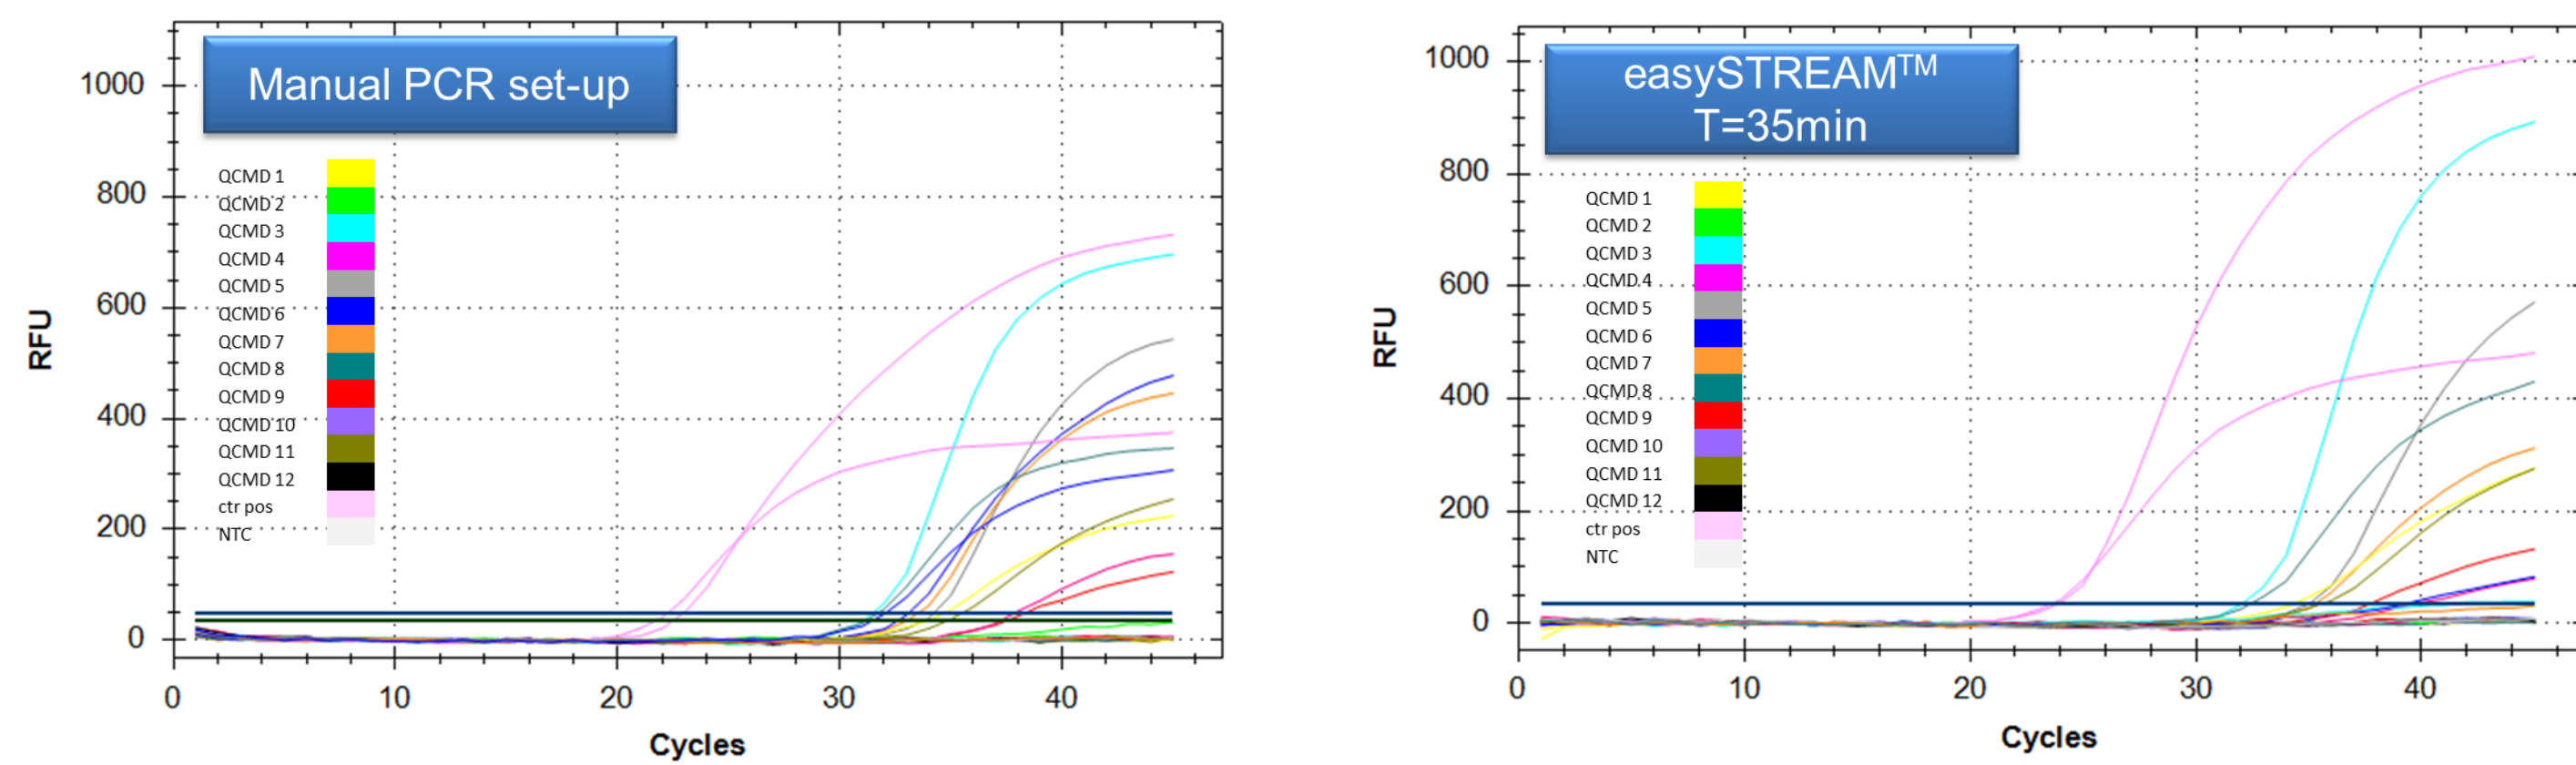 Manual PCR set-up
1000
800
600
400
200
0
RFU
QCMD 1
QCMD 2
QCMD 3
QCMD 4
QCMD 5
QCMD 6
QCMD 7
QCMD 8
QCMD 9
QCMD 10
QCMD 11
QCMD 12
ctr pos
NTC
0 10 20 30 40
Cycles
easySTREAM™
T=35min
1000
800
600
400
200
0
RFU
QCMD 1
QCMD 2
QCMD 3
QCMD 4
QCMD 5
QCMD 6
QCMD 7
QCMD 8
QCMD 9
QCMD 10
QCMD 11
QCMD 12
ctr pos
NTC
0 10 20 30 40
Cycles